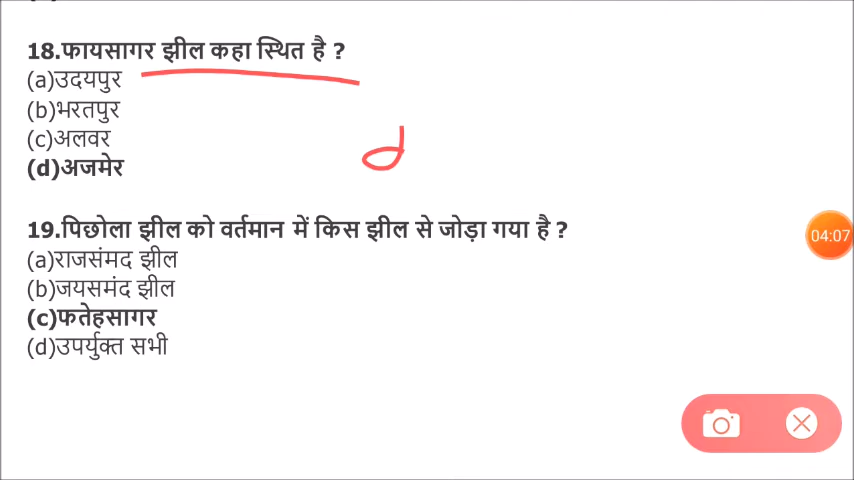 18.फायसागर झील कहा स्थित है ?
(a)उदयपुर
(b)भरतपुर
(c)अलवर
(d)अजमेर
d
19.पिछोला झील को वर्तमान में किस झील से जोड़ा गया है ?
(a)राजसंमद झील
(b)जयसमंद झील
(c)फतेहसागर
(d)उपर्युक्त सभी
04:07